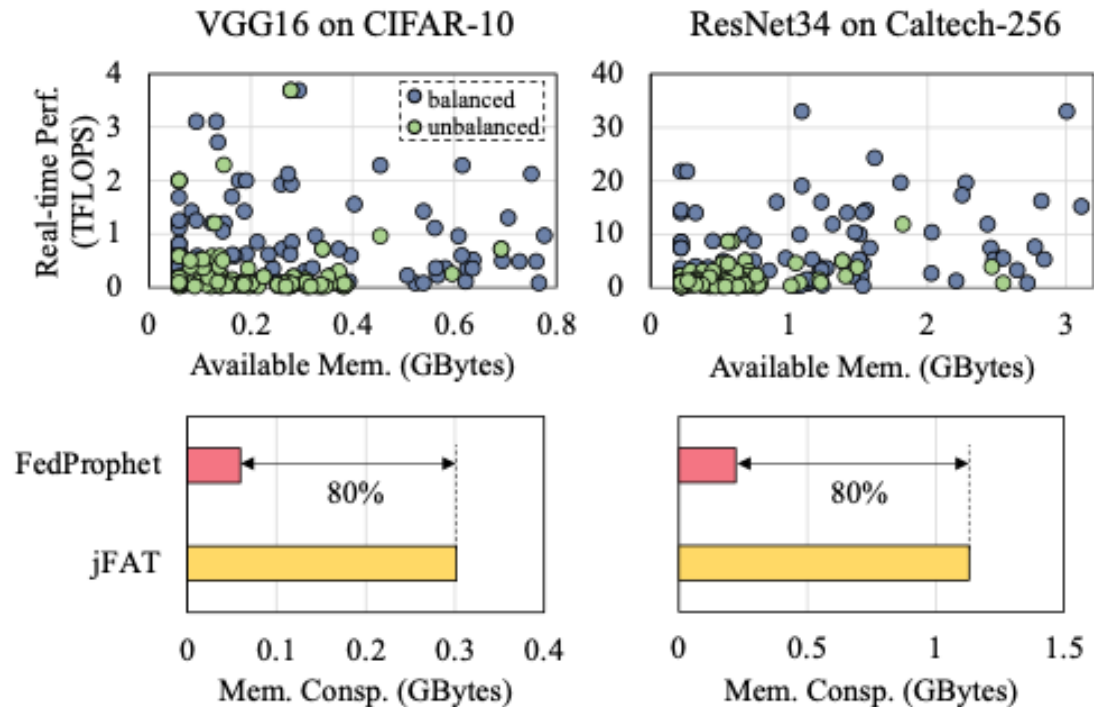 VGG16 on CIFAR-10
ResNet34 on Caltech-256
Real-time Perf.
(TFLOPS)
4
3
2
1
0
balanced
unbalanced
0 0.2 0.4 0.6 0.8
Available Mem. (GBytes)
40
30
20
10
0
0 1 2 3
Available Mem. (GBytes)
FedProphet
80%
jFAT
0 0.1 0.2 0.3 0.4
Mem. Consp. (GBytes)
80%
0 0.5 1 1.5
Mem. Consp. (GBytes)